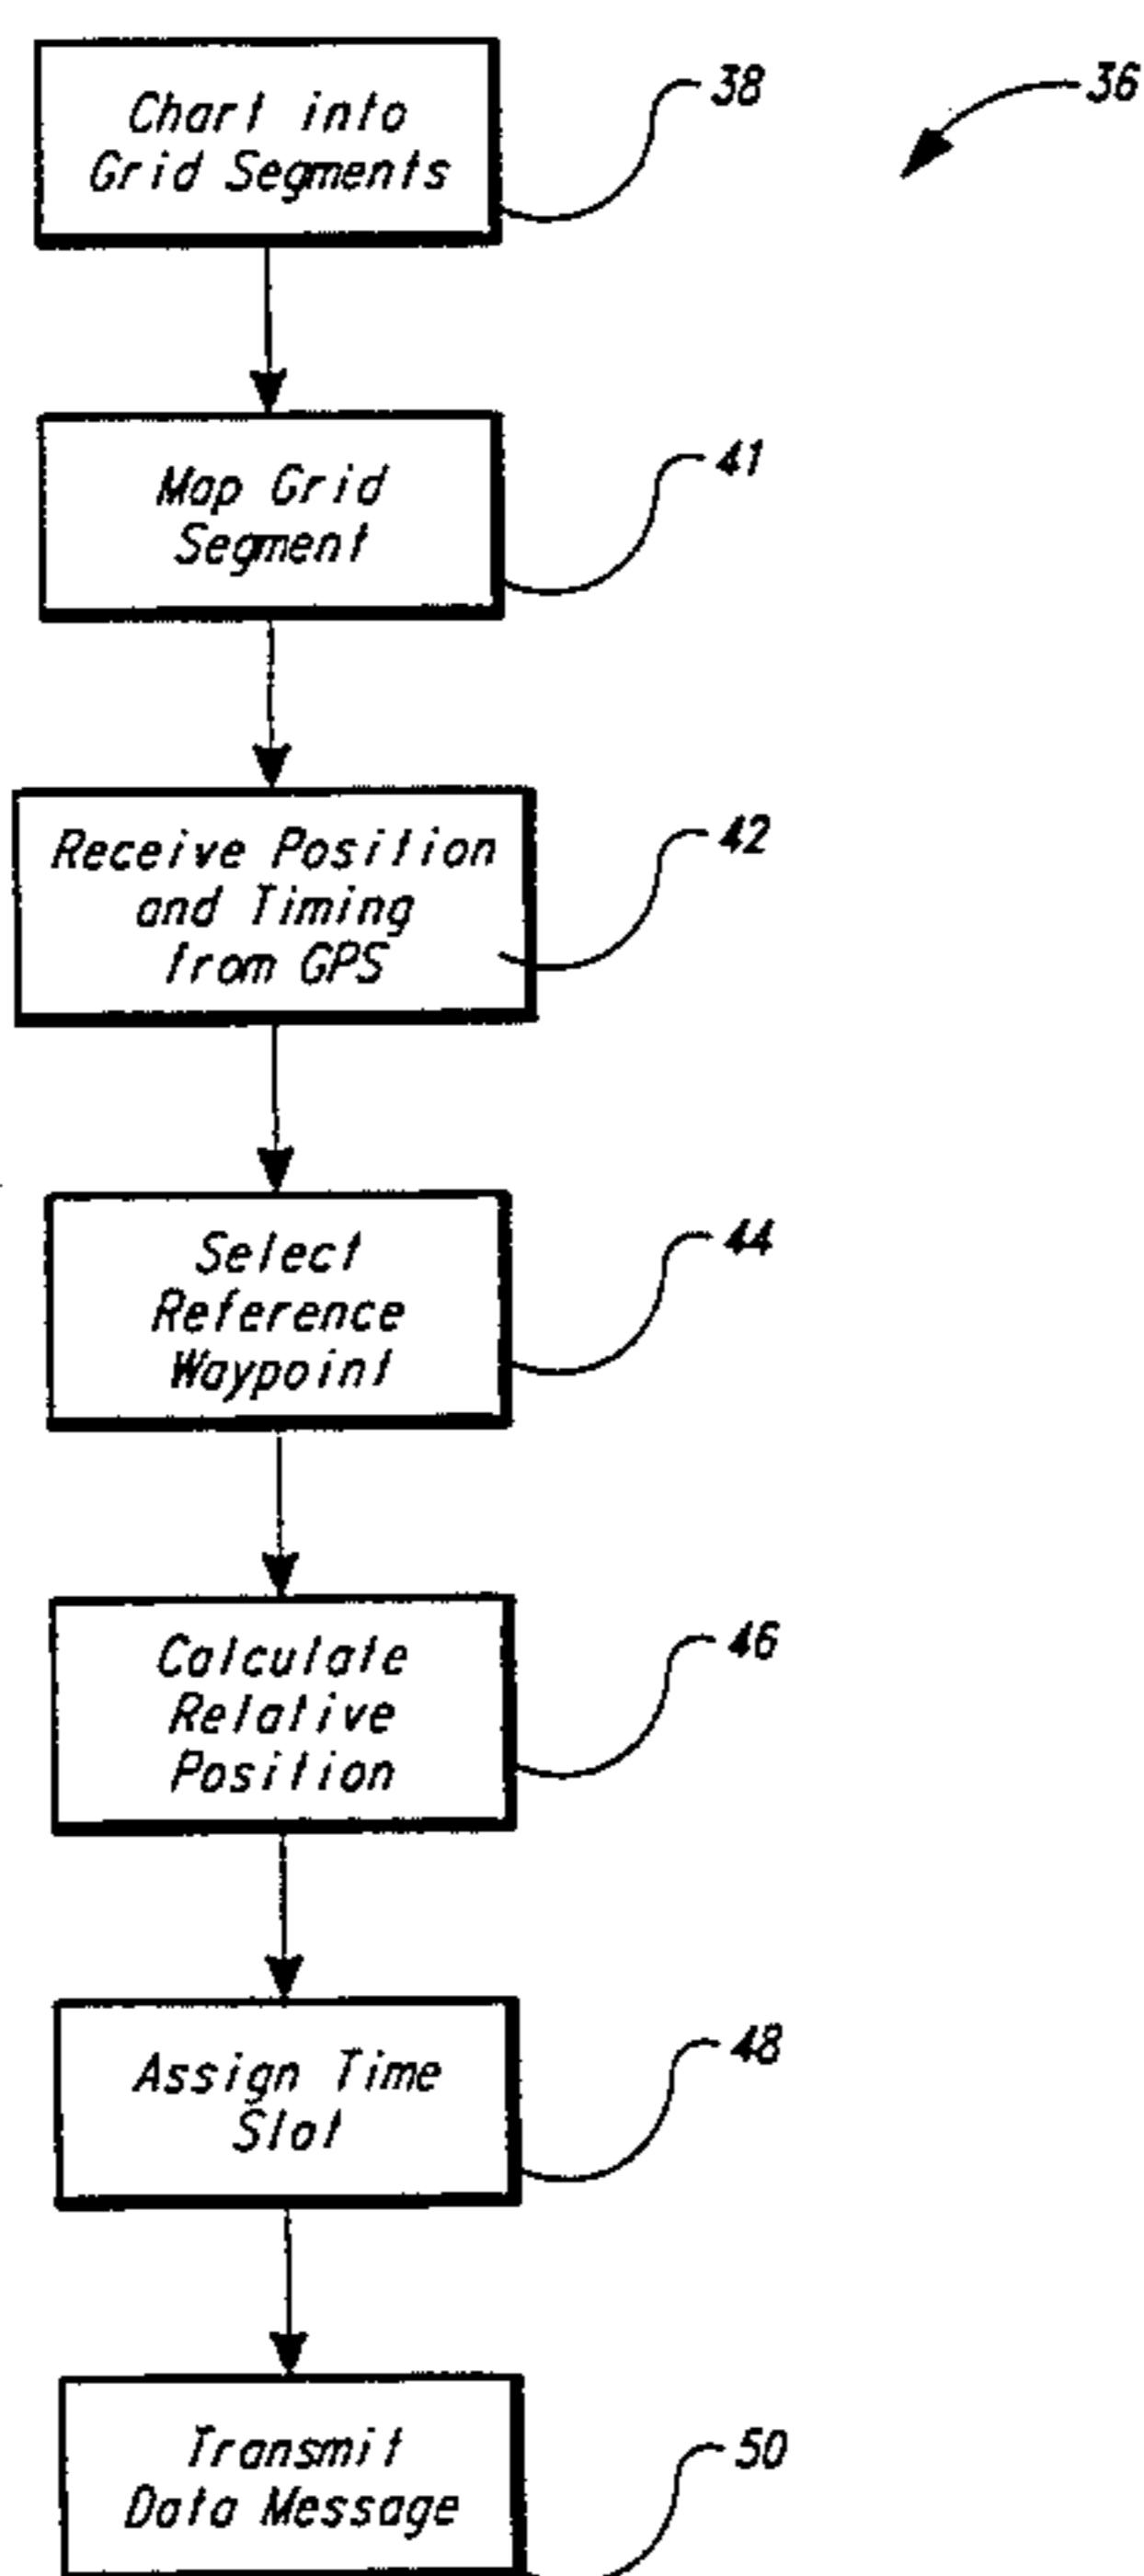 Chart into
Grid Segments
38
36
Map Grid
Segment
41
Receive Position
and Timing
from GPS
42
Select
Reference
Waypoint
44
Calculate
Relative
Position
46
Assign Time
Slot
48
Transmit
Data Message
50